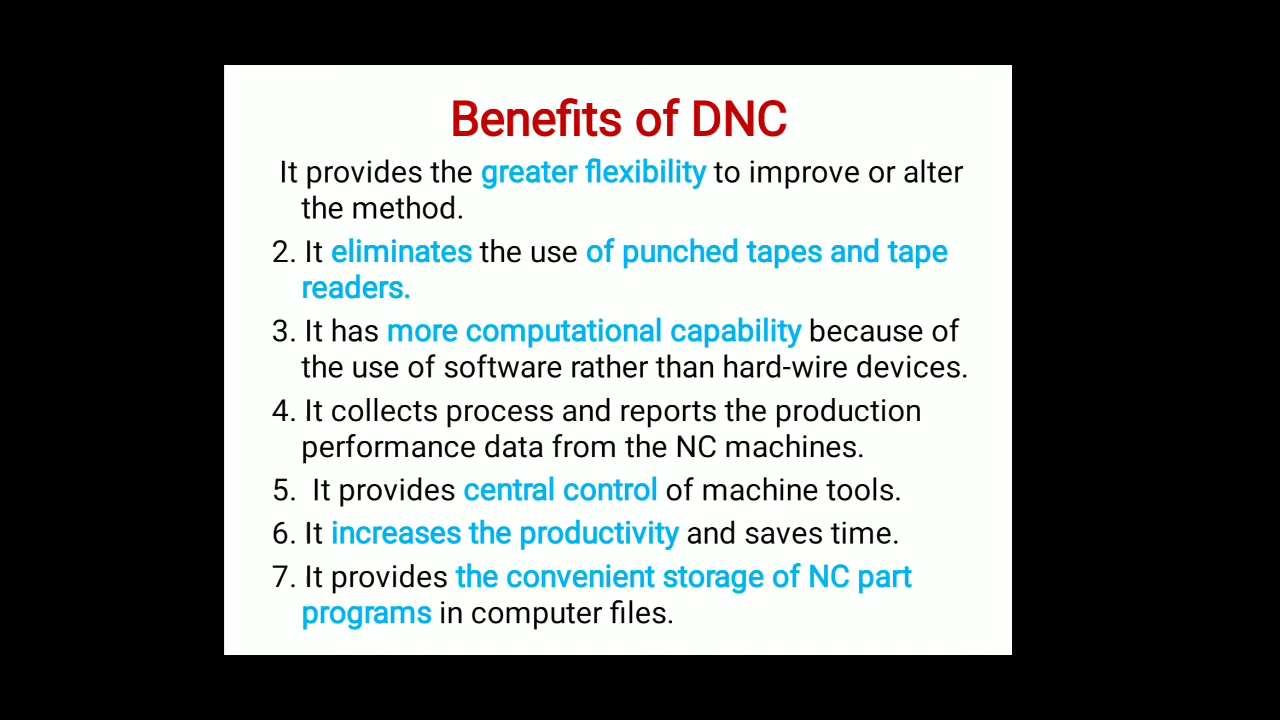 Benefits of DNC
It provides the greater flexibility to improve or alter
the method.
2. It eliminates the use of punched tapes and tape
readers.
3. It has more computational capability because of
the use of software rather than hard-wire devices.
4. It collects process and reports the production
performance data from the NC machines.
5. It provides central control of machine tools.
6. It increases the productivity and saves time.
7. It provides the convenient storage of NC part
programs in computer files.